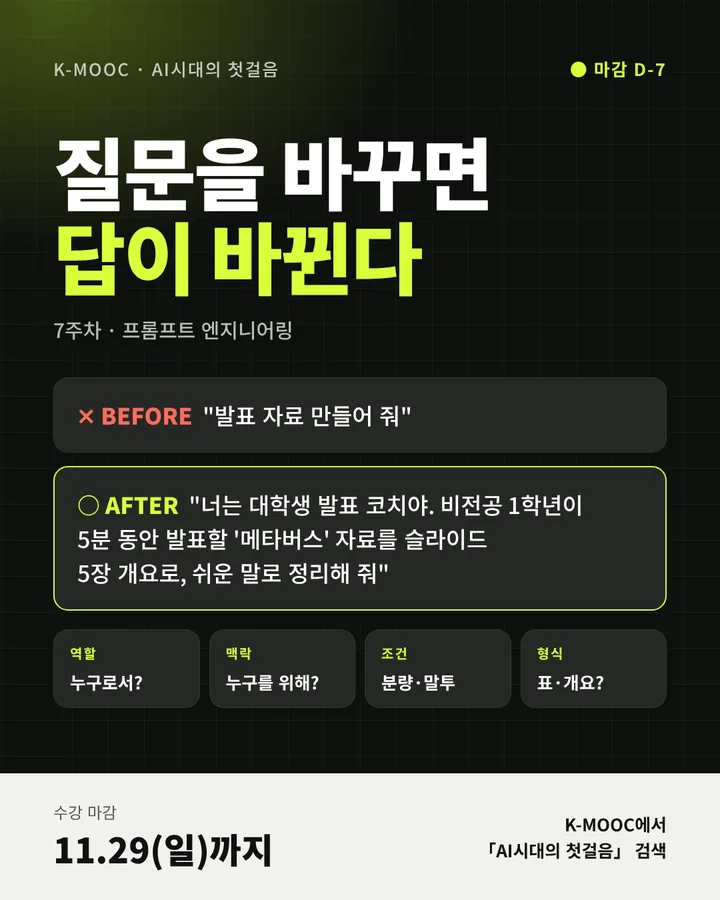 K-MOOC · AI시대의 첫걸음
마감 D-7
질문을 바꾸면
답이 바뀐다
7주차 · 프롬프트 엔지니어링
× BEFORE "발표 자료 만들어 줘"
○ AFTER "너는 대학생 발표 코치야. 비전공 1학년이
5분 동안 발표할 '메타버스' 자료를 슬라이드
5장 개요로, 쉬운 말로 정리해 줘"
역할
누구로서?
맥락
누구를 위해?
조건
분량·말투
형식
표·개요?
수강 마감
11.29(일)까지
K-MOOC에서
「AI시대의 첫걸음」 검색